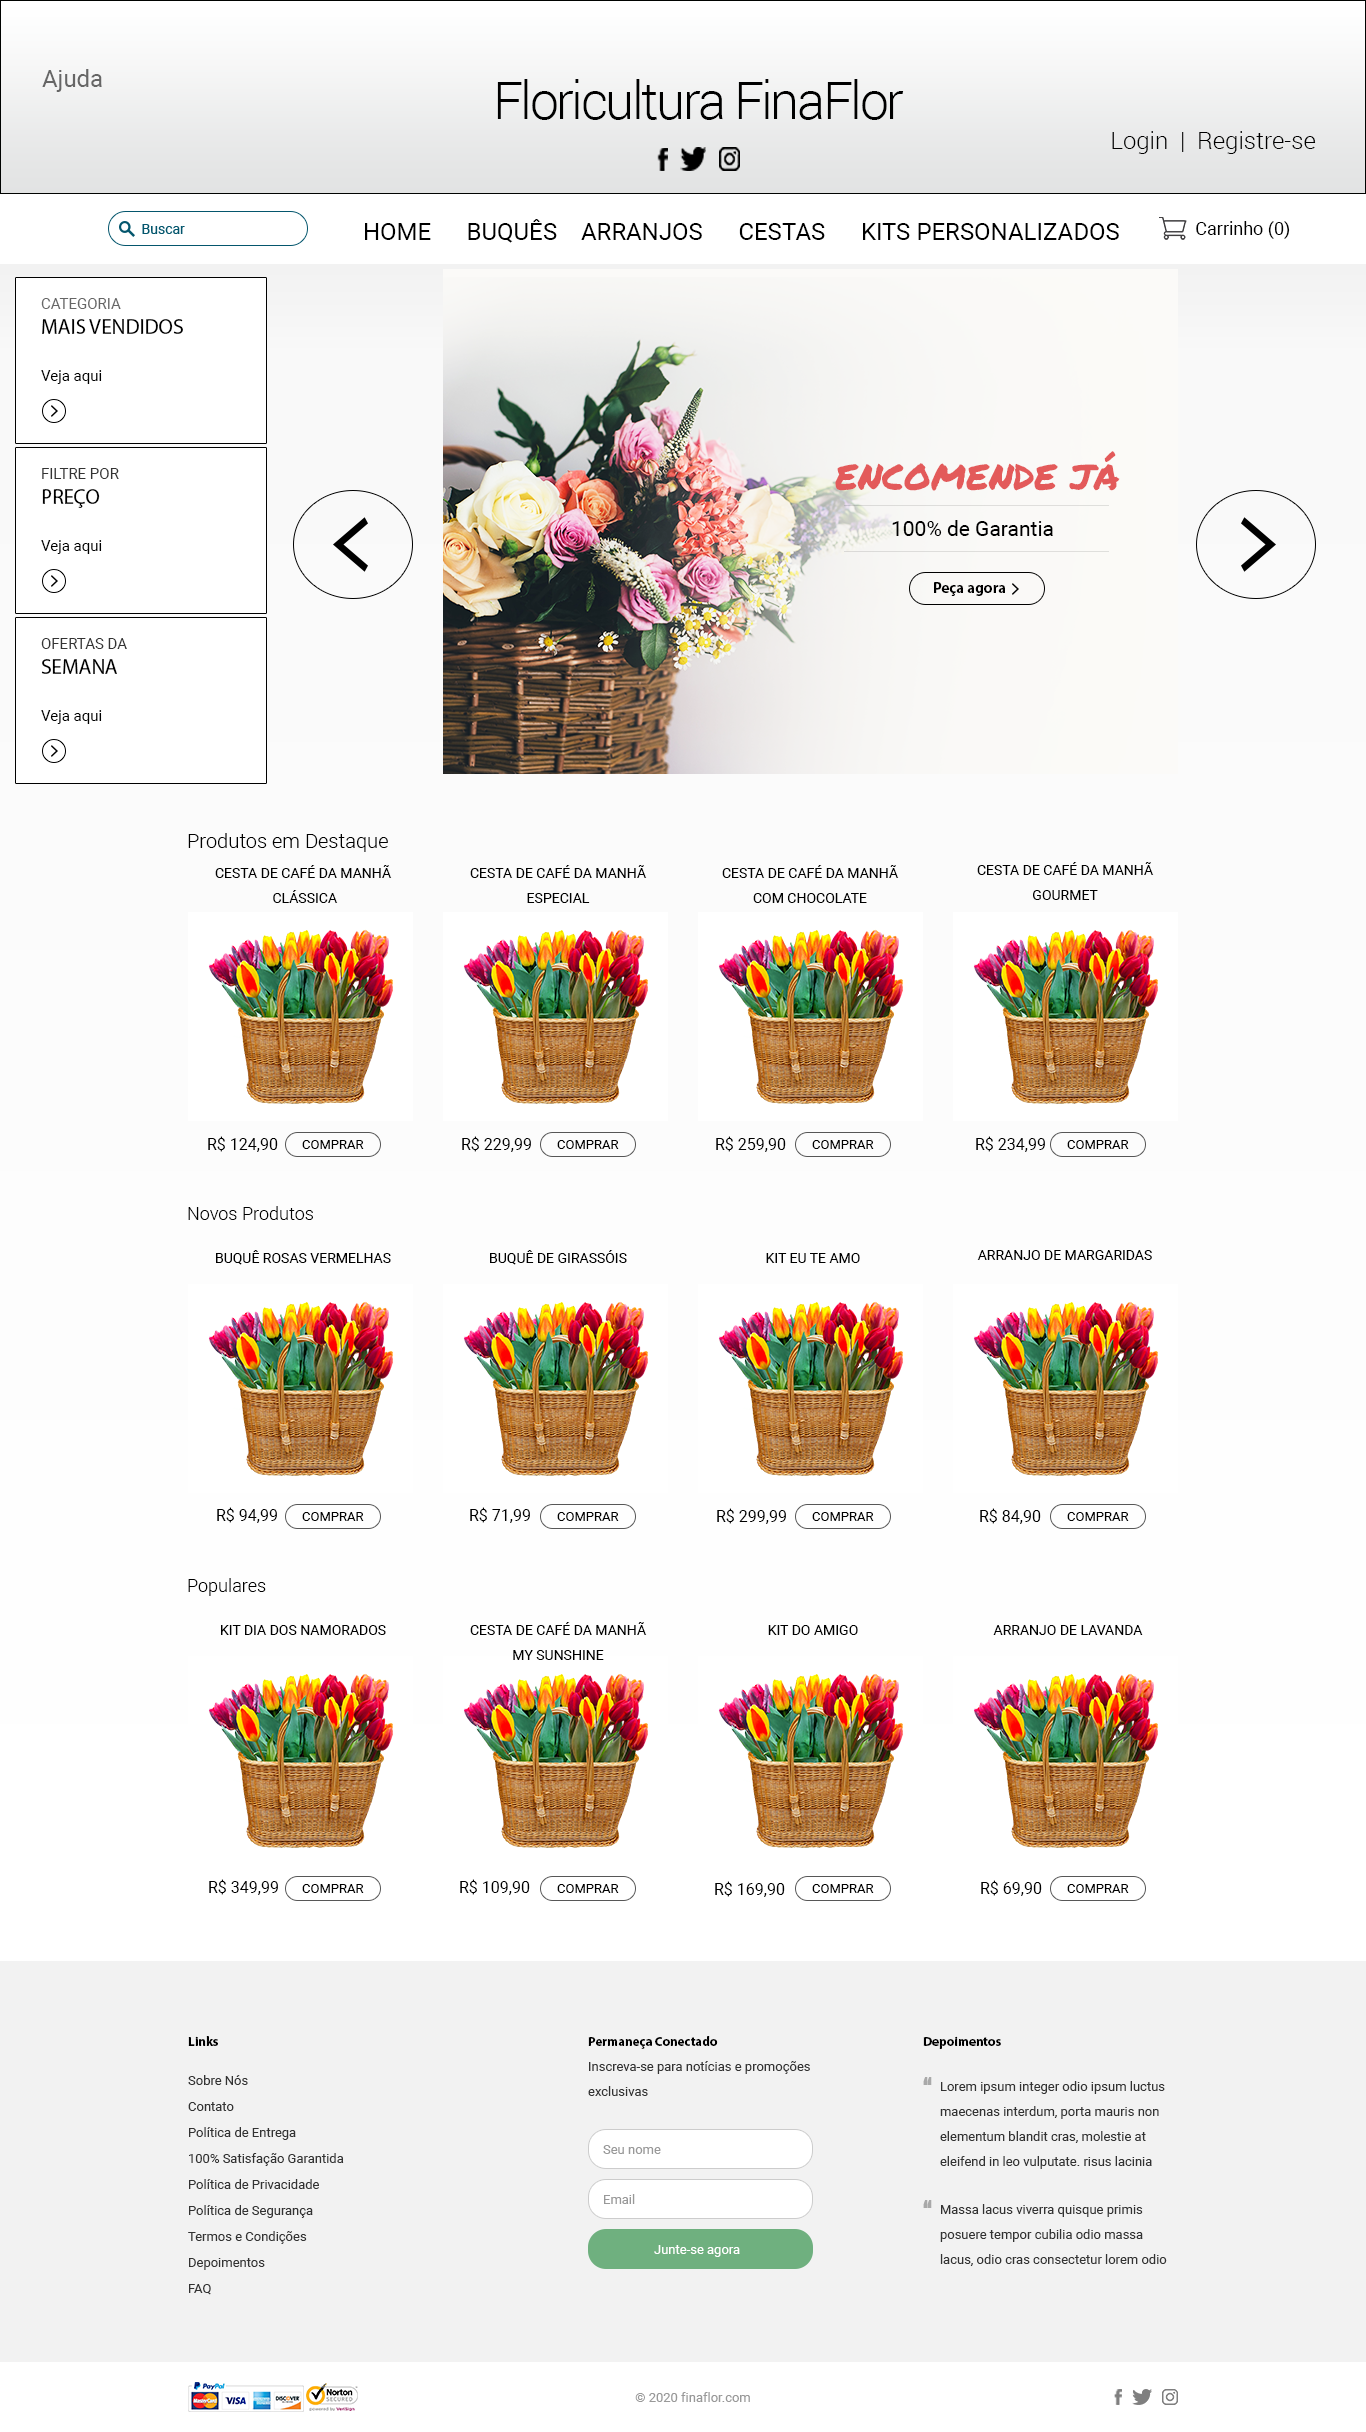 Ajuda
Floricultura FinaFlor
Login | Registre-se
Buscar
HOME BUQUÊS ARRANJOS CESTAS KITS PERSONALIZADOS
Carrinho (0)
CATEGORIA
MAIS VENDIDOS
Veja aqui
FILTRE POR
PREÇO
Veja aqui
OFERTAS DA
SEMANA
Veja aqui
ENCOMENDE JÁ
100% de Garantia
Peça agora
Produtos em Destaque
CESTA DE CAFÉ DA MANHÃ
CLÁSSICA
CESTA DE CAFÉ DA MANHÃ
ESPECIAL
CESTA DE CAFÉ DA MANHÃ
COM CHOCOLATE
CESTA DE CAFÉ DA MANHÃ
GOURMET
R$ 124,90 COMPRAR
R$ 229,99 COMPRAR
R$ 259,90 COMPRAR
R$ 234,99 COMPRAR
Novos Produtos
BUQUÊ ROSAS VERMELHAS
BUQUÊ DE GIRASSÓIS
KIT EU TE AMO
ARRANJO DE MARGARIDAS
R$ 94,99 COMPRAR
R$ 71,99 COMPRAR
R$ 299,99 COMPRAR
R$ 84,90 COMPRAR
Populares
KIT DIA DOS NAMORADOS
CESTA DE CAFÉ DA MANHÃ
MY SUNSHINE
KIT DO AMIGO
ARRANJO DE LAVANDA
R$ 349,99 COMPRAR
R$ 109,90 COMPRAR
R$ 169,90 COMPRAR
R$ 69,90 COMPRAR
Links
Sobre Nós
Contato
Política de Entrega
100% Satisfação Garantida
Política de Privacidade
Política de Segurança
Termos e Condições
Depoimentos
FAQ
Permaneça Conectado
Inscreva-se para notícias e promoções
exclusivas
Seu nome
Email
Junte-se agora
Depoimentos
❝ Lorem ipsum integer odio ipsum luctus
maecenas interdum, porta mauris non
elementum blandit cras, molestie at
eleifend in leo vulputate. risus lacinia
❝ Massa lacus viverra quisque primis
posuere tempor cubilia odio massa
lacus, odio cras consectetur lorem odio
PayPal
MasterCard VISA DISCOVER
Norton
SECURED
powered by VeriSign
© 2020 finaflor.com